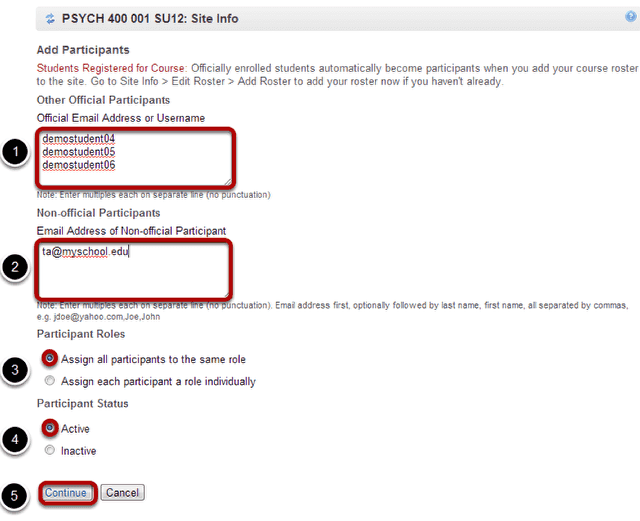 PSYCH 400 001 SU12: Site Info
?
Add Participants
Students Registered for Course: Officially enrolled students automatically become participants when you add your course roster
to the site. Go to Site Info > Edit Roster > Add Roster to add your roster now if you haven't already.
Other Official Participants
Official Email Address or Username
1
demostudent04
demostudent05
demostudent06
Note: Enter multiples each on separate line (no punctuation)
Non-official Participants
Email Address of Non-official Participant
2
ta@myschool.edu
Note: Enter multiples each on separate line (no punctuation). Email address first, optionally followed by last name, first name, all separated by commas,
e.g. jdoe@yahoo.com,Joe,John
Participant Roles
3
Assign all participants to the same role
Assign each participant a role individually
Participant Status
4
Active
Inactive
5
Continue Cancel